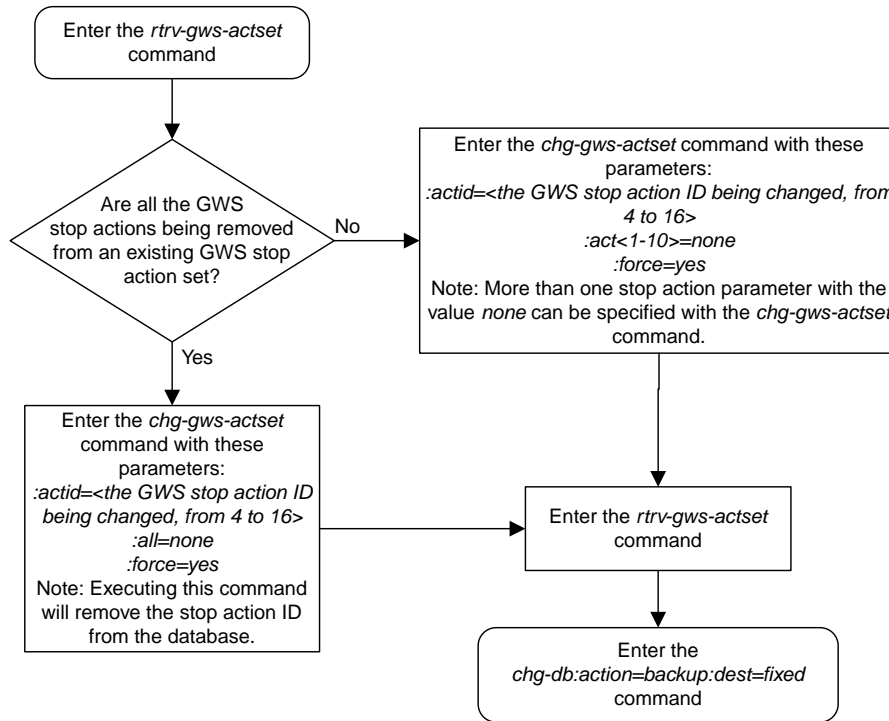 Enter the rtrv-gws-actset
command
Are all the GWS
stop actions being removed
from an existing GWS stop
action set?
No
Enter the chg-gws-actset command with these
parameters:
:actid=<the GWS stop action ID being changed, from
4 to 16>
:act<1-10>=none
:force=yes
Note: More than one stop action parameter with the
value none can be specified with the chg-gws-actset
command.
Yes
Enter the chg-gws-actset
command with these
parameters:
:actid=<the GWS stop action ID
being changed, from 4 to 16>
:all=none
:force=yes
Note: Executing this command
will remove the stop action ID
from the database.
Enter the rtrv-gws-actset
command
Enter the
chg-db:action=backup:dest=fixed
command